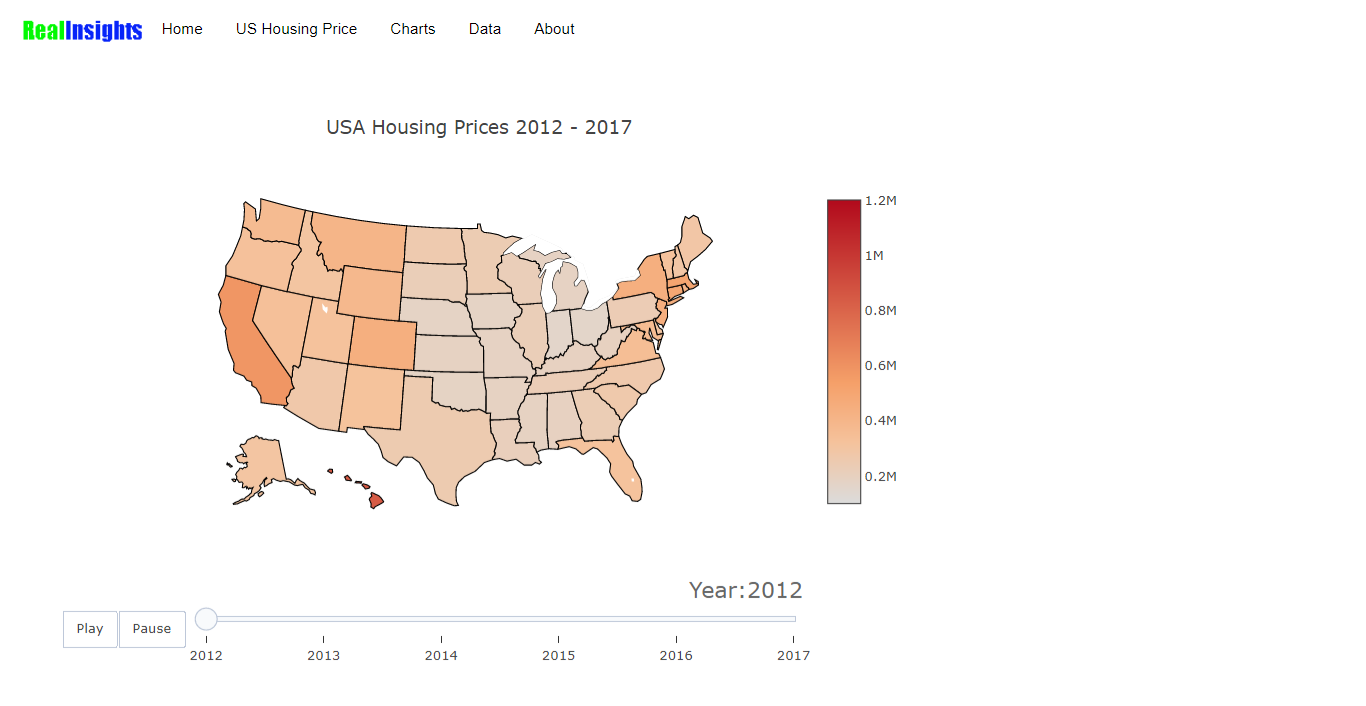 RealInsights Home US Housing Price Charts Data About
USA Housing Prices 2012 - 2017
1.2M
1M
0.8M
0.6M
0.4M
0.2M
Year:2012
Play Pause
2012 2013 2014 2015 2016 2017